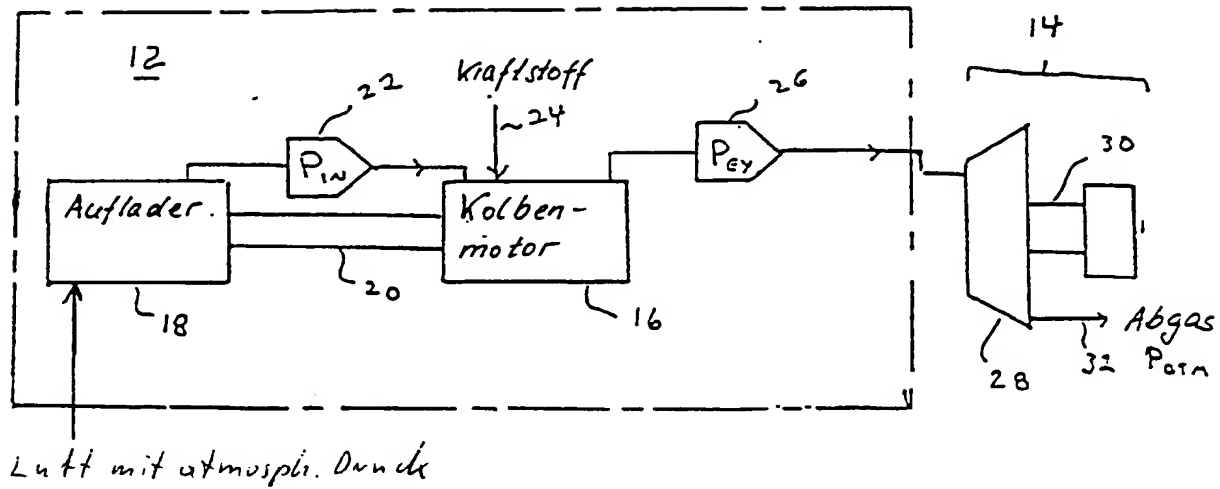 14
12
Kraftstoff
22
26
24
30
P_IN
P_EX
Auflader.
Kolben-
motor
20
18
16
Abgas
32
P_ATM
28
Luft mit atmosph. Druck